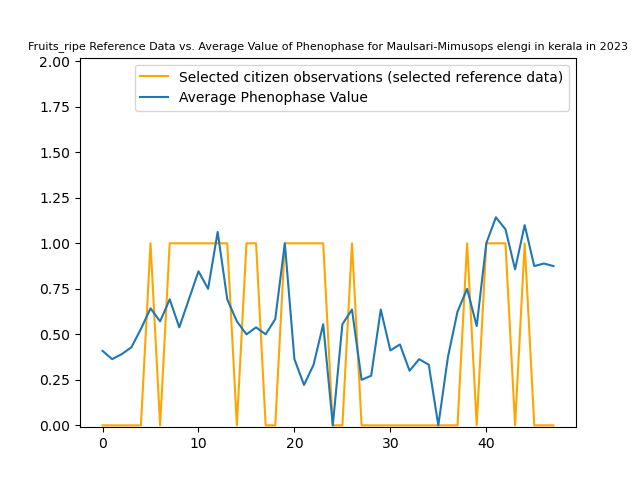 Fruits_ripe Reference Data vs. Average Value of Phenophase for Maulsari-Mimusops elengi in kerala in 2023
Selected citizen observations (selected reference data)
Average Phenophase Value
2.00
1.75
1.50
1.25
1.00
0.75
0.50
0.25
0.00
0 10 20 30 40